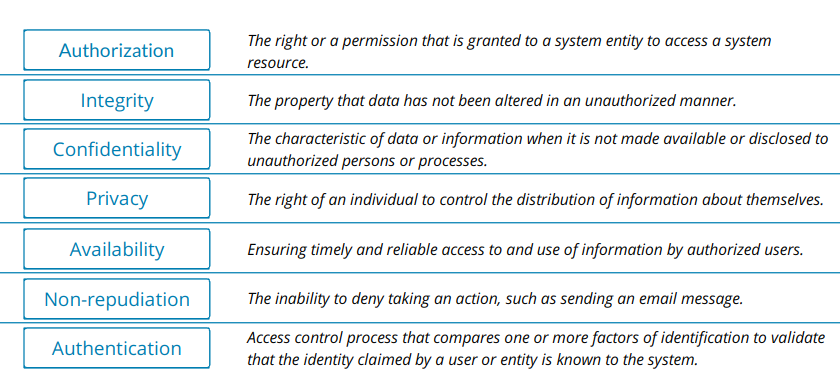 Authorization
The right or a permission that is granted to a system entity to access a system
resource.
Integrity
The property that data has not been altered in an unauthorized manner.
Confidentiality
The characteristic of data or information when it is not made available or disclosed to
unauthorized persons or processes.
Privacy
The right of an individual to control the distribution of information about themselves.
Availability
Ensuring timely and reliable access to and use of information by authorized users.
Non-repudiation
The inability to deny taking an action, such as sending an email message.
Authentication
Access control process that compares one or more factors of identification to validate
that the identity claimed by a user or entity is known to the system.